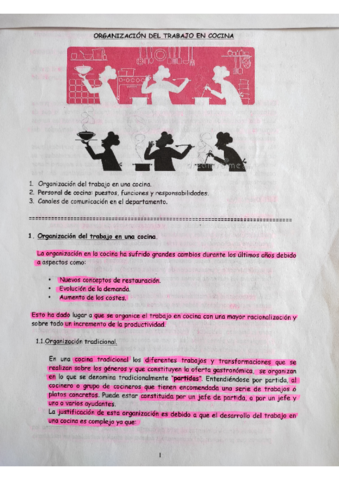 ORGANIZACIÓN DEL TRABAJO EN COCINA
1. Organización del trabajo en una cocina.
2. Personal de cocina: puestos, funciones y responsabilidades.
3. Canales de comunicación en el departamento.
1. Organización del trabajo en una cocina.
La organización en la cocina ha sufrido grandes cambios durante los últimos años debido
a aspectos como:
• Nuevos conceptos de restauración.
• Evolución de la demanda.
• Aumento de los costes.
Esto ha dado lugar a que se organice el trabajo en cocina con una mayor racionalización y
sobre todo un incremento de la productividad.
1.1.Organización tradicional.
En una cocina tradicional los diferentes trabajos y transformaciones que se
realizan sobre los géneros y que constituyen la oferta gastronómica, se organizan
en lo que se denomina tradicionalmente "partidas". Entendiéndose por partida, al
cocinero o grupo de cocineros que tienen encomendada una serie de trabajos o
platos concretos. Puede estar constituida por un jefe de partida, o por un jefe y
uno o varios ayudantes.
La justificación de esta organización es debido a que el desarrollo del trabajo en
una cocina es complejo ya que:
1